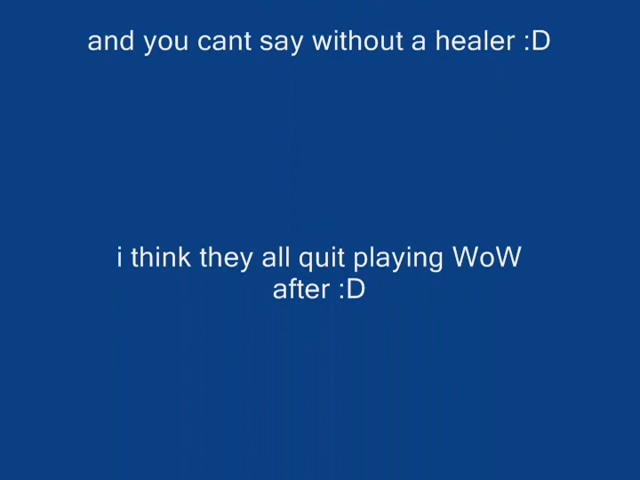 and you cant say without a healer :D
i think they all quit playing WoW
after :D